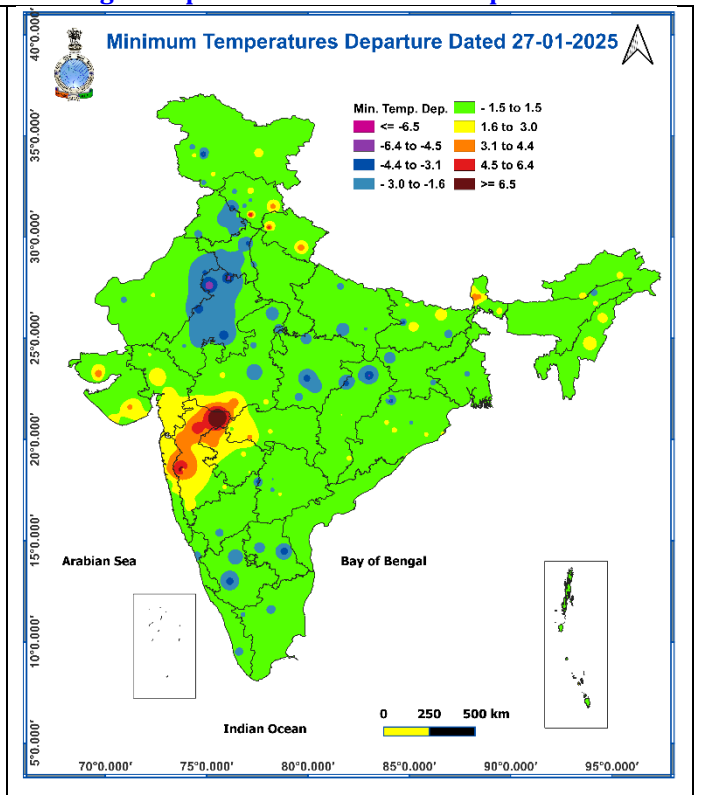 Minimum Temperatures Departure Dated 27-01-2025
Min. Temp. Dep.
<= -6.5
-6.4 to -4.5
-4.4 to -3.1
- 3.0 to -1.6
- 1.5 to 1.5
1.6 to 3.0
3.1 to 4.4
4.5 to 6.4
>= 6.5
40°0.000'
35°0.000'
30°0.000'
25°0.000'
20°0.000'
15°0.000'
10°0.000'
5°0.000'
Arabian Sea
Bay of Bengal
Indian Ocean
0 250 500 km
70°0.000' 75°0.000' 80°0.000' 85°0.000' 90°0.000' 95°0.000'